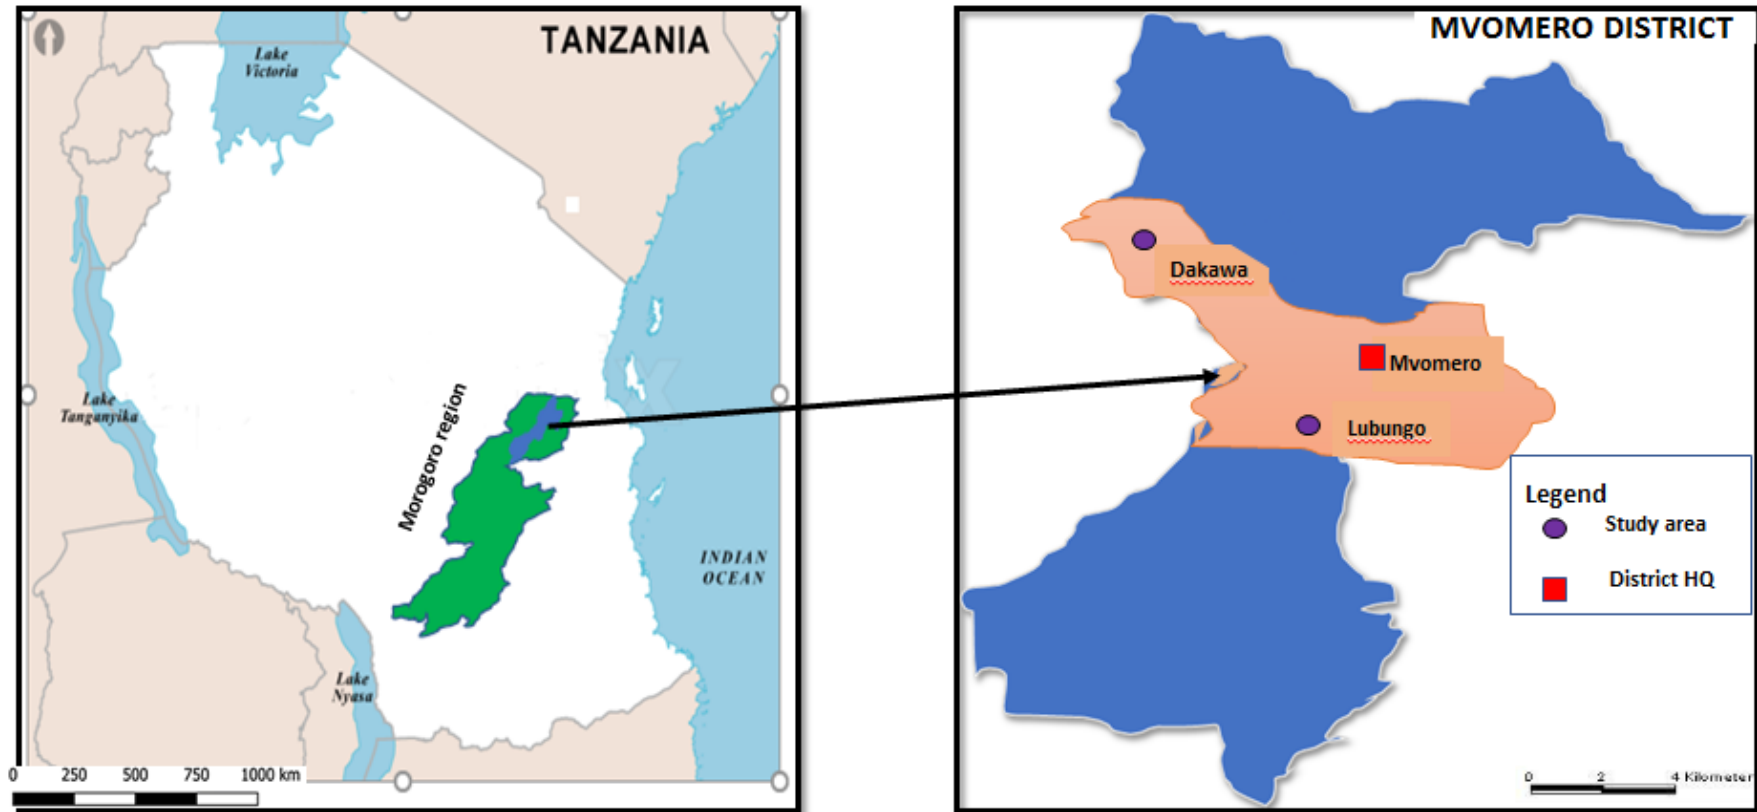 TANZANIA
Lake
Victoria
Lake
Tanganyika
Morogoro region
INDIAN
OCEAN
Lake
Nyasa
0 250 500 750 1000 km
MVOMERO DISTRICT
Dakawa
Mvomero
Lubungo
Legend
Study area
District HQ
0 2 4 Kilometer